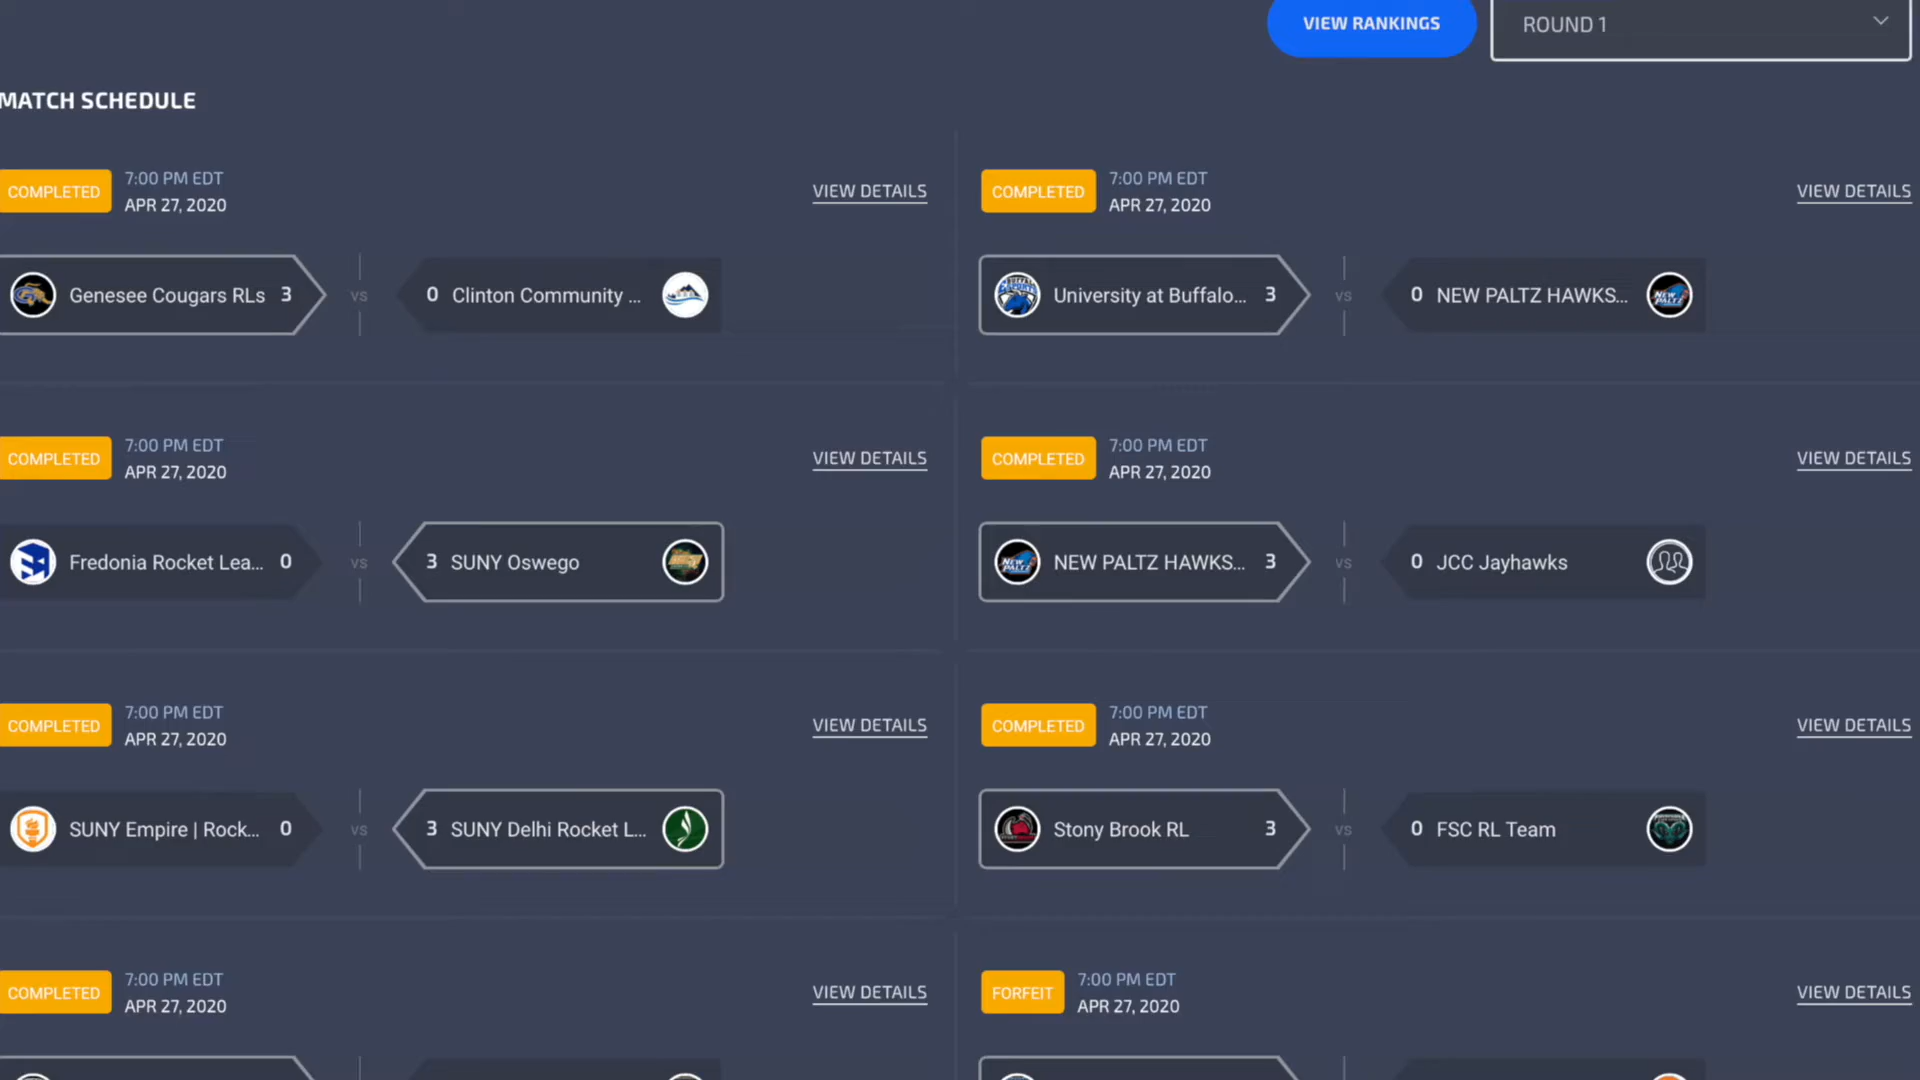 VIEW RANKINGS
ROUND 1
MATCH SCHEDULE
COMPLETED
7:00 PM EDT
APR 27, 2020
VIEW DETAILS
Genesee Cougars RLs 3
vs
0 Clinton Community ...
COMPLETED
7:00 PM EDT
APR 27, 2020
VIEW DETAILS
University at Buffalo... 3
vs
0 NEW PALTZ HAWKS...
NEW PALTZ
COMPLETED
7:00 PM EDT
APR 27, 2020
VIEW DETAILS
Fredonia Rocket Lea... 0
vs
3 SUNY Oswego
COMPLETED
7:00 PM EDT
APR 27, 2020
VIEW DETAILS
NEW PALTZ
NEW PALTZ HAWKS... 3
vs
0 JCC Jayhawks
COMPLETED
7:00 PM EDT
APR 27, 2020
VIEW DETAILS
SUNY Empire | Rock... 0
vs
3 SUNY Delhi Rocket L...
COMPLETED
7:00 PM EDT
APR 27, 2020
VIEW DETAILS
Stony Brook RL 3
vs
0 FSC RL Team
COMPLETED
7:00 PM EDT
APR 27, 2020
VIEW DETAILS
FORFEIT
7:00 PM EDT
APR 27, 2020
VIEW DETAILS